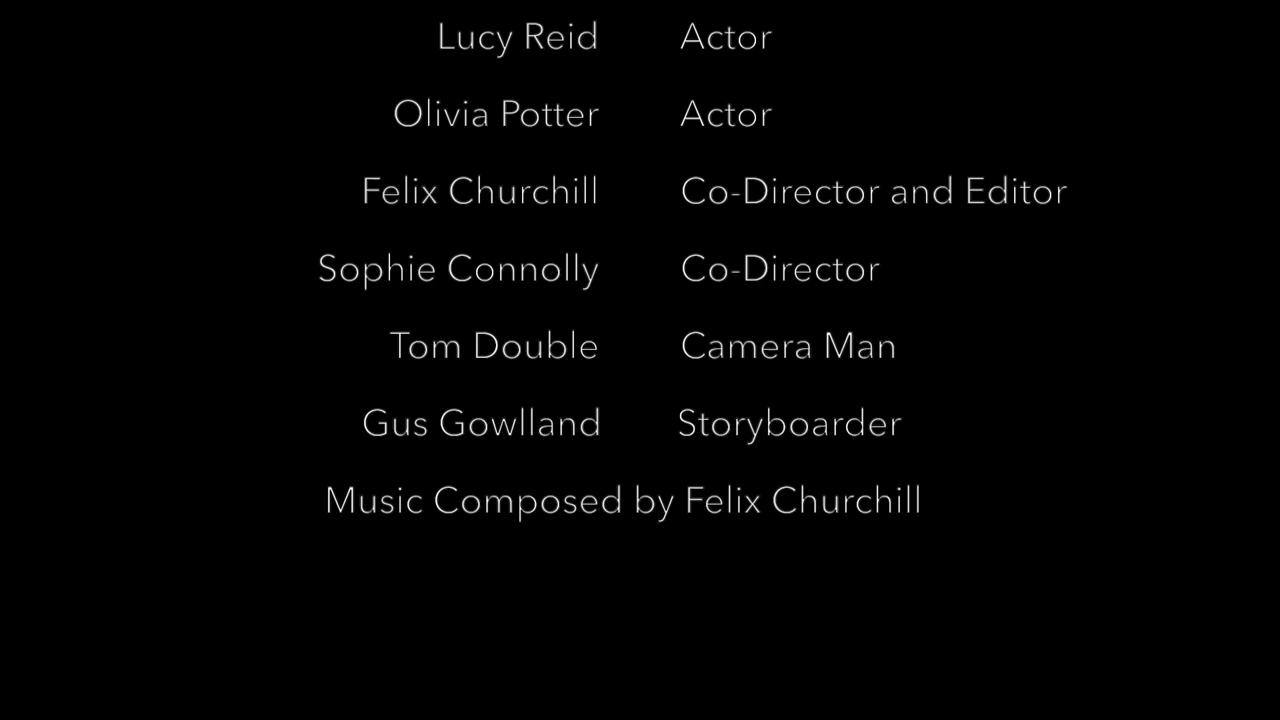 Lucy Reid Actor
Olivia Potter Actor
Felix Churchill Co-Director and Editor
Sophie Connolly Co-Director
Tom Double Camera Man
Gus Gowlland Storyboarder
Music Composed by Felix Churchill